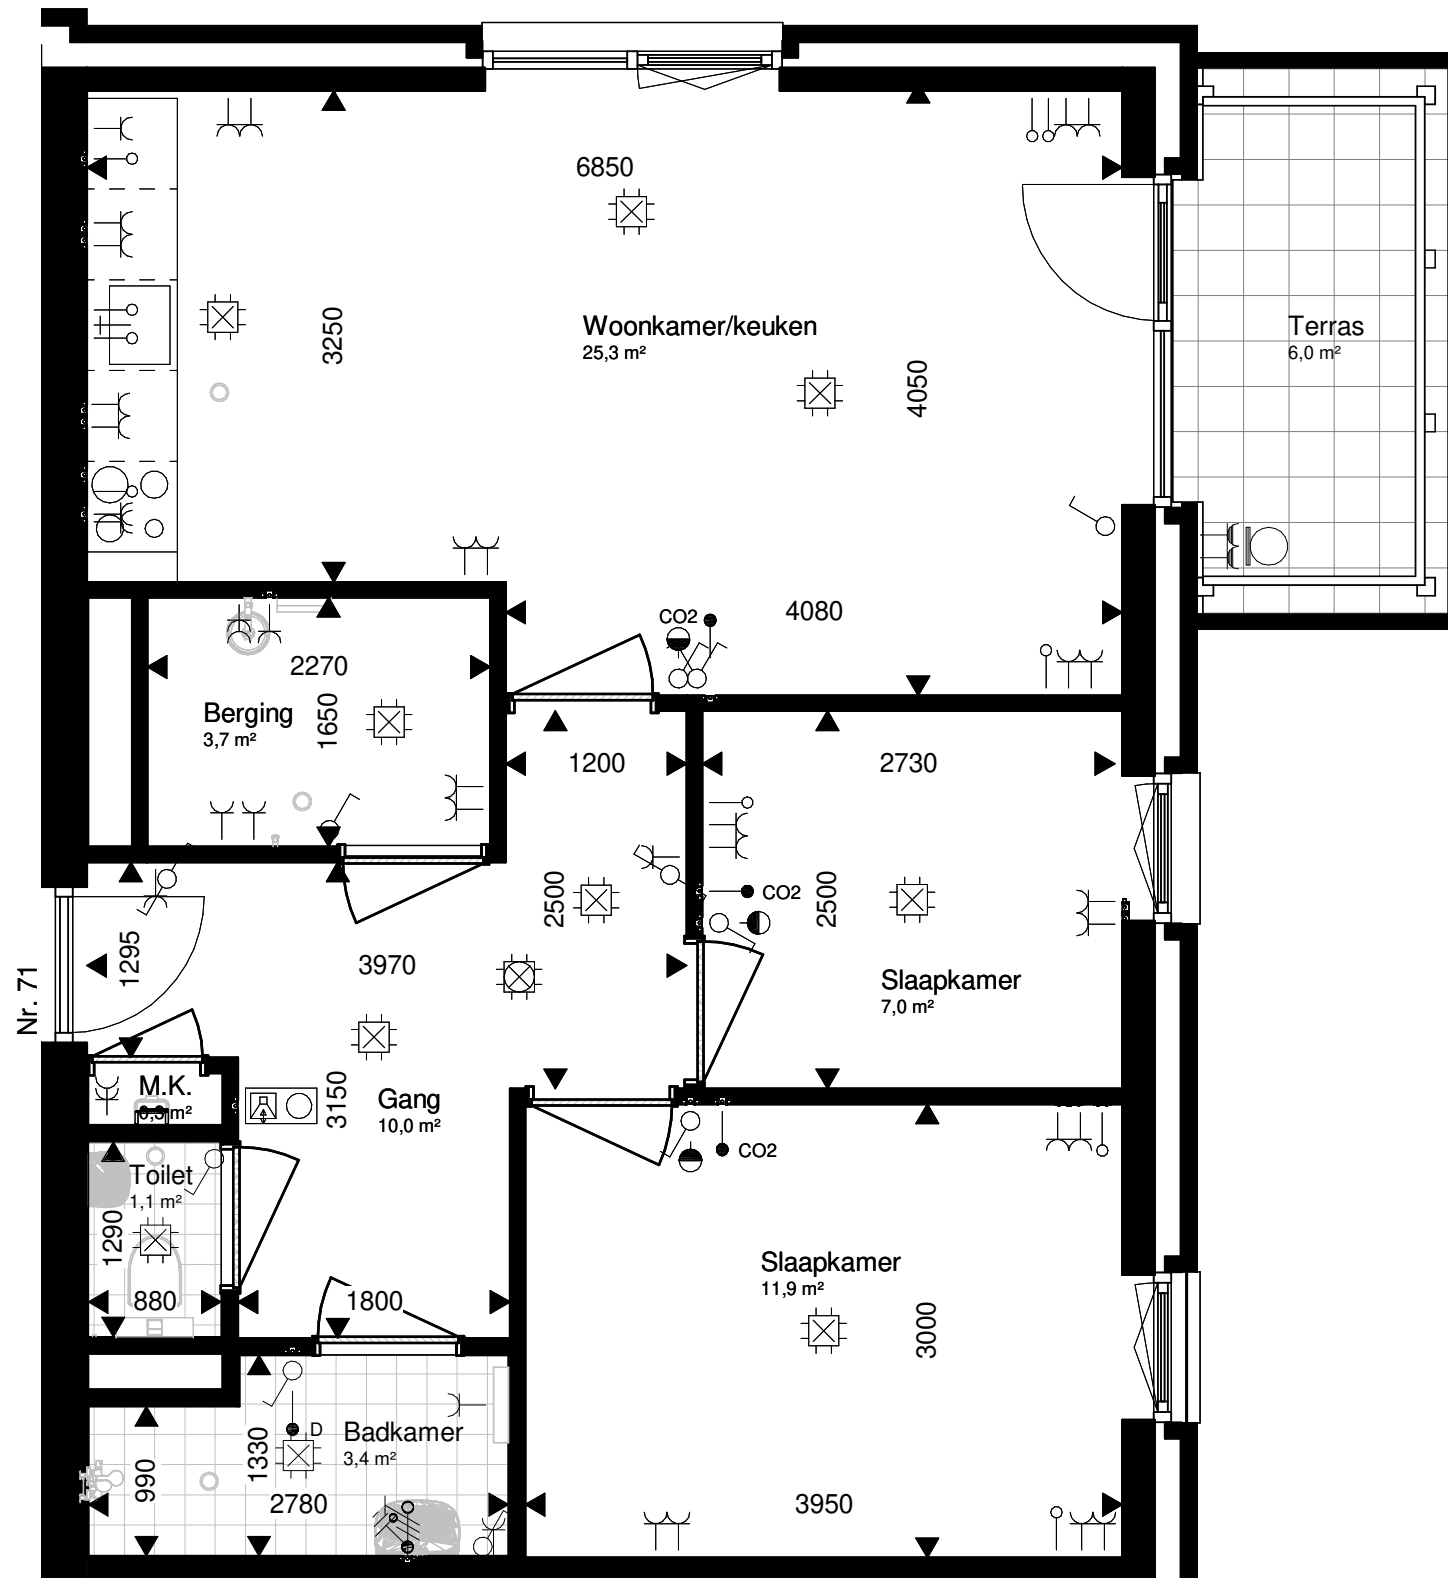 6850
3250
Woonkamer/keuken
25,3 m²
4050
Terras
6,0 m²
CO2
4080
2270
Berging
3,7 m²
1650
1200
2730
2500
CO2
2500
1295
3970
Slaapkamer
7,0 m²
Nr. 71
M.K.
3150
Gang
10,0 m²
CO2
Toilet
1,1 m²
1290
880
1800
Slaapkamer
11,9 m²
3000
D
Badkamer
3,4 m²
1330
990
2780
3950